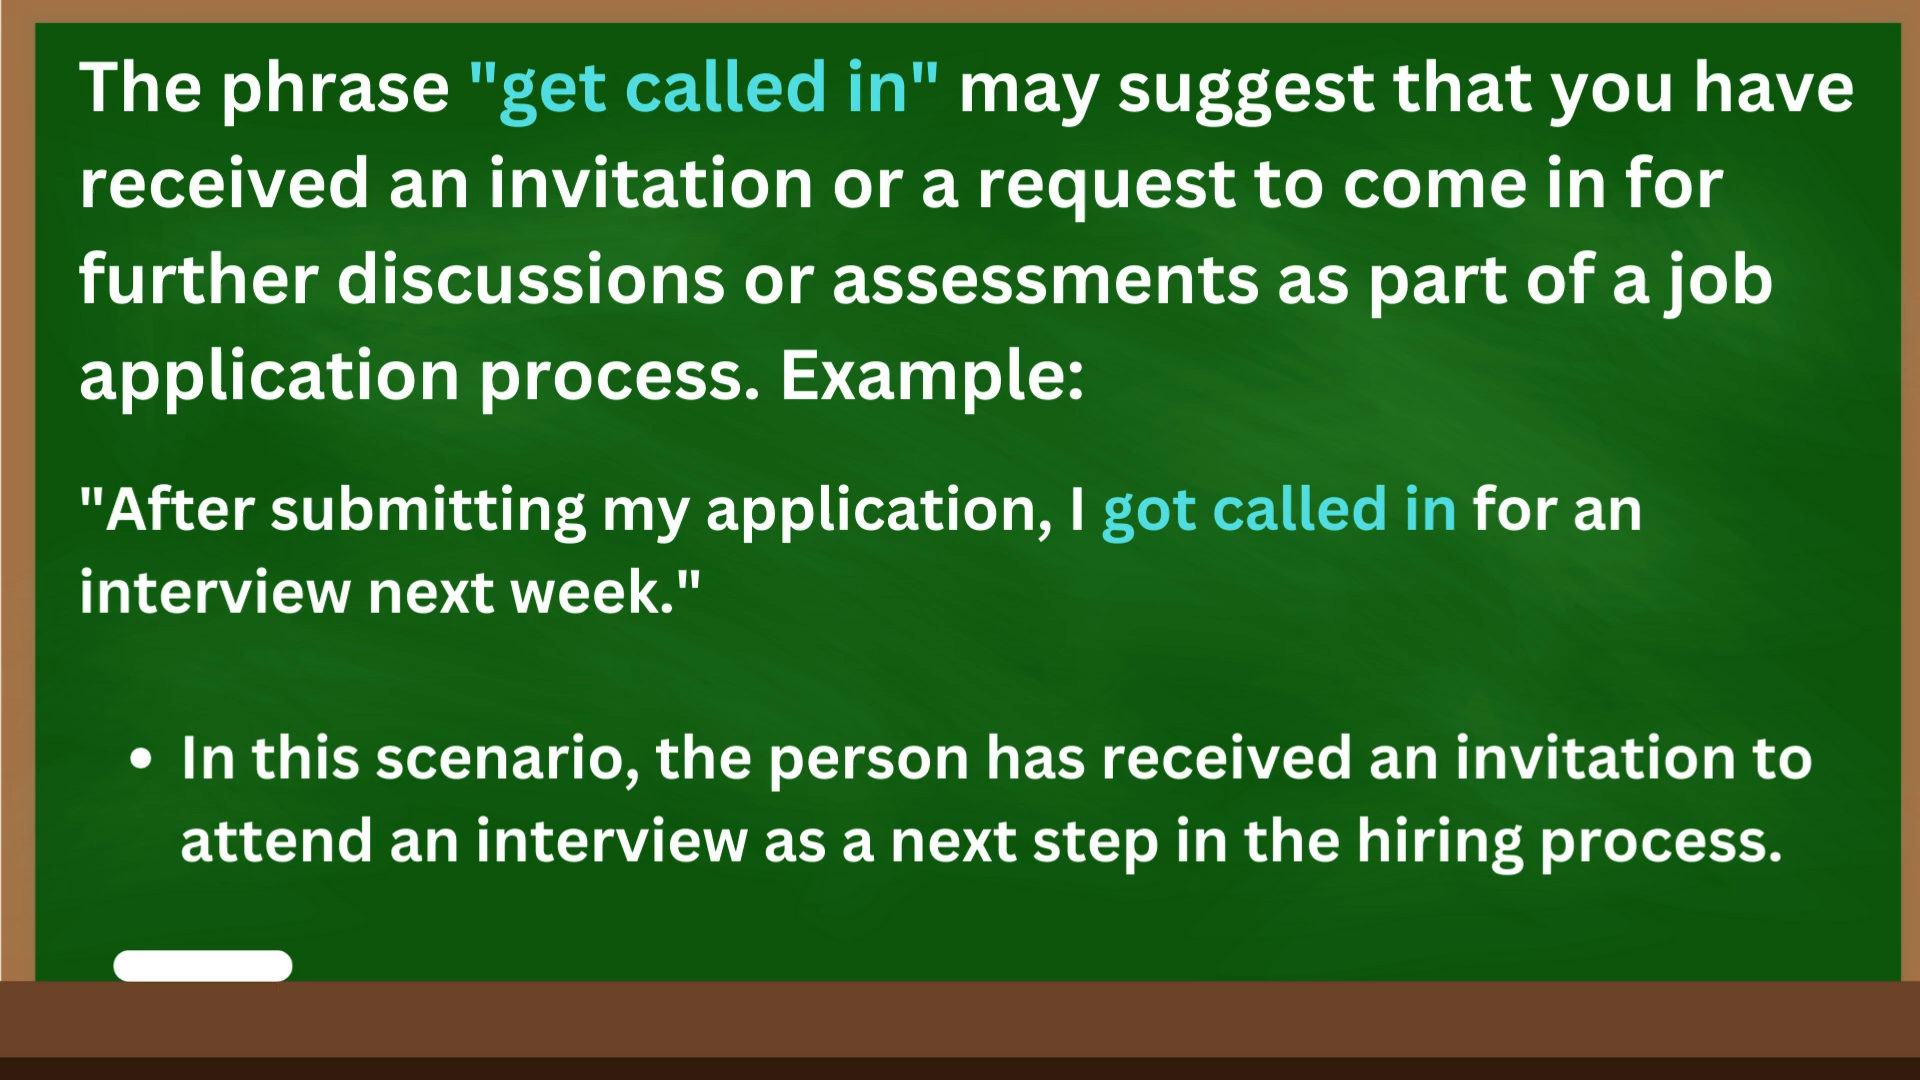 The phrase "get called in" may suggest that you have
received an invitation or a request to come in for
further discussions or assessments as part of a job
application process. Example:
"After submitting my application, I got called in for an
interview next week."
• In this scenario, the person has received an invitation to
attend an interview as a next step in the hiring process.